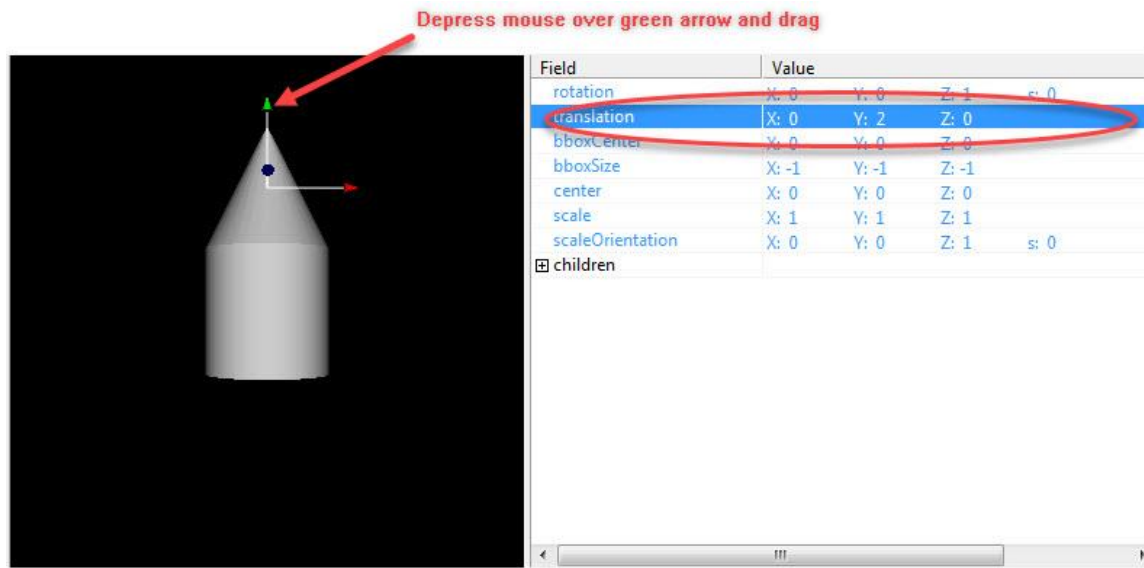 Depress mouse over green arrow and drag
Field Value
rotation X: 0 Y: 0 Z: 1 s: 0
translation X: 0 Y: 2 Z: 0
bboxCenter X: 0 Y: 0 Z: 0
bboxSize X: -1 Y: -1 Z: -1
center X: 0 Y: 0 Z: 0
scale X: 1 Y: 1 Z: 1
scaleOrientation X: 0 Y: 0 Z: 1 s: 0
children